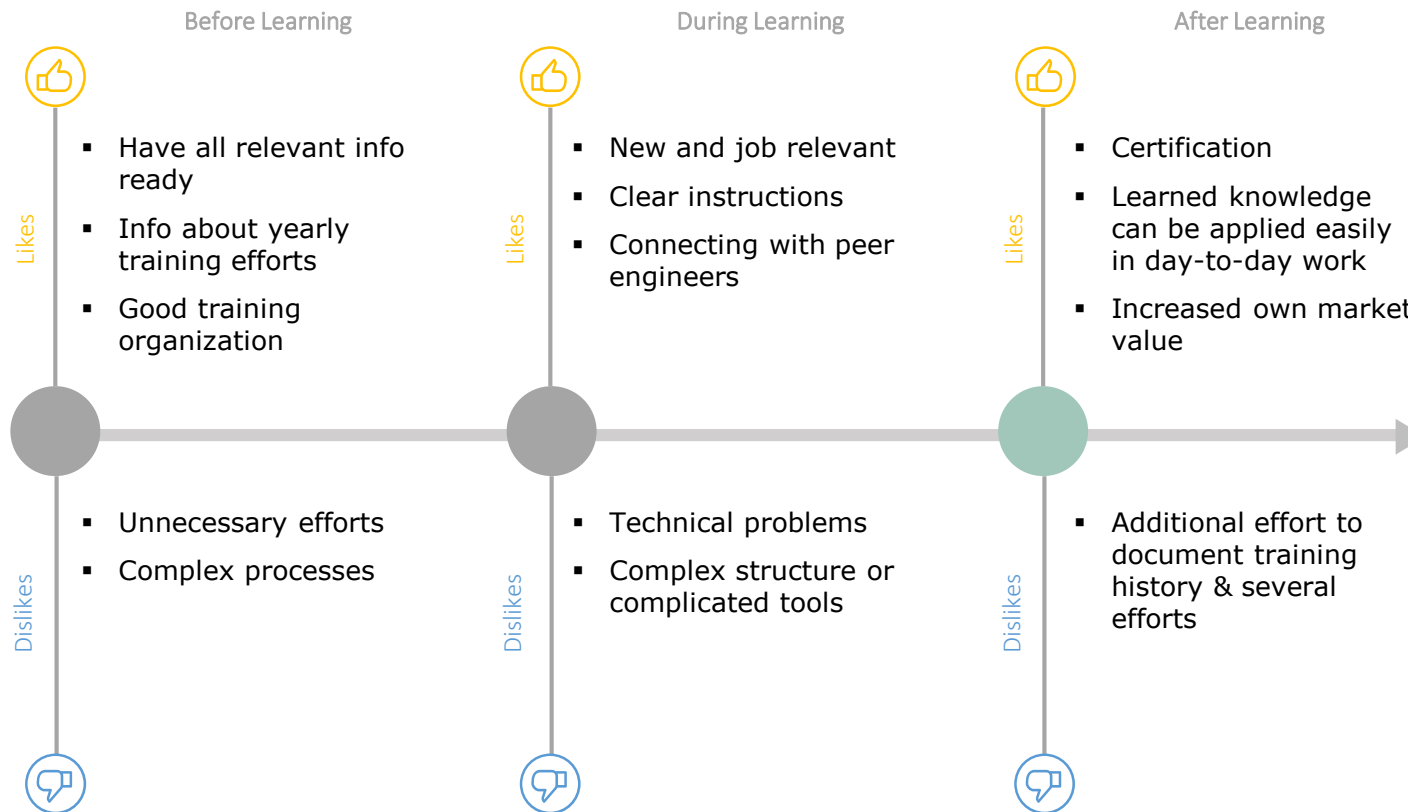 Before Learning
During Learning
After Learning
Likes
▪ Have all relevant info
ready
▪ Info about yearly
training efforts
▪ Good training
organization
Likes
▪ New and job relevant
▪ Clear instructions
▪ Connecting with peer
engineers
Likes
▪ Certification
▪ Learned knowledge
can be applied easily
in day-to-day work
▪ Increased own market
value
Dislikes
▪ Unnecessary efforts
▪ Complex processes
Dislikes
▪ Technical problems
▪ Complex structure or
complicated tools
Dislikes
▪ Additional effort to
document training
history & several
efforts